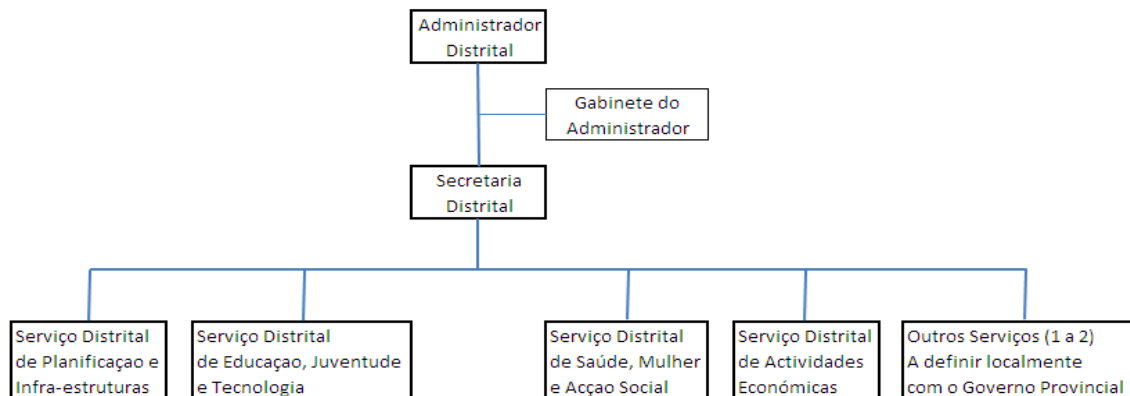 Administrador
Distrital
Gabinete do
Administrador
Secretaria
Distrital
Serviço Distrital
de Planificaçao e
Infra-estruturas
Serviço Distrital
de Educaçao, Juventude
e Tecnologia
Serviço Distrital
de Saúde, Mulher
e Acçao Social
Serviço Distrital
de Actividades
Económicas
Outros Serviços (1 a 2)
A definir localmente
com o Governo Provincial